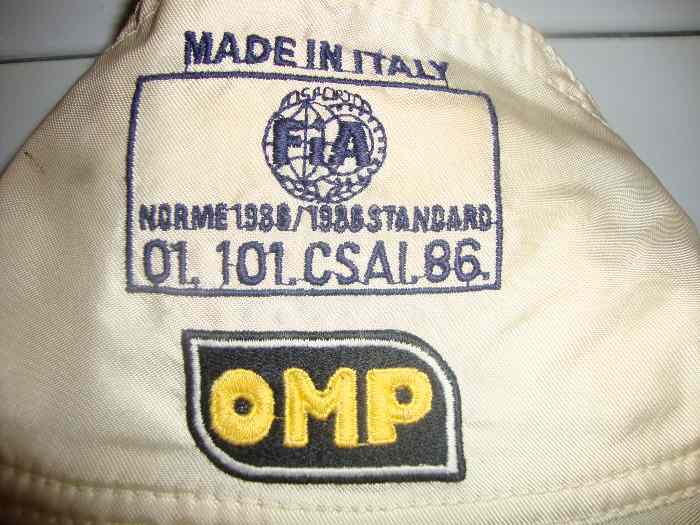 MADE IN ITALY
FIA
NORME 1986/1986 STANDARD
01. 101. CSAI. 86.
OMP